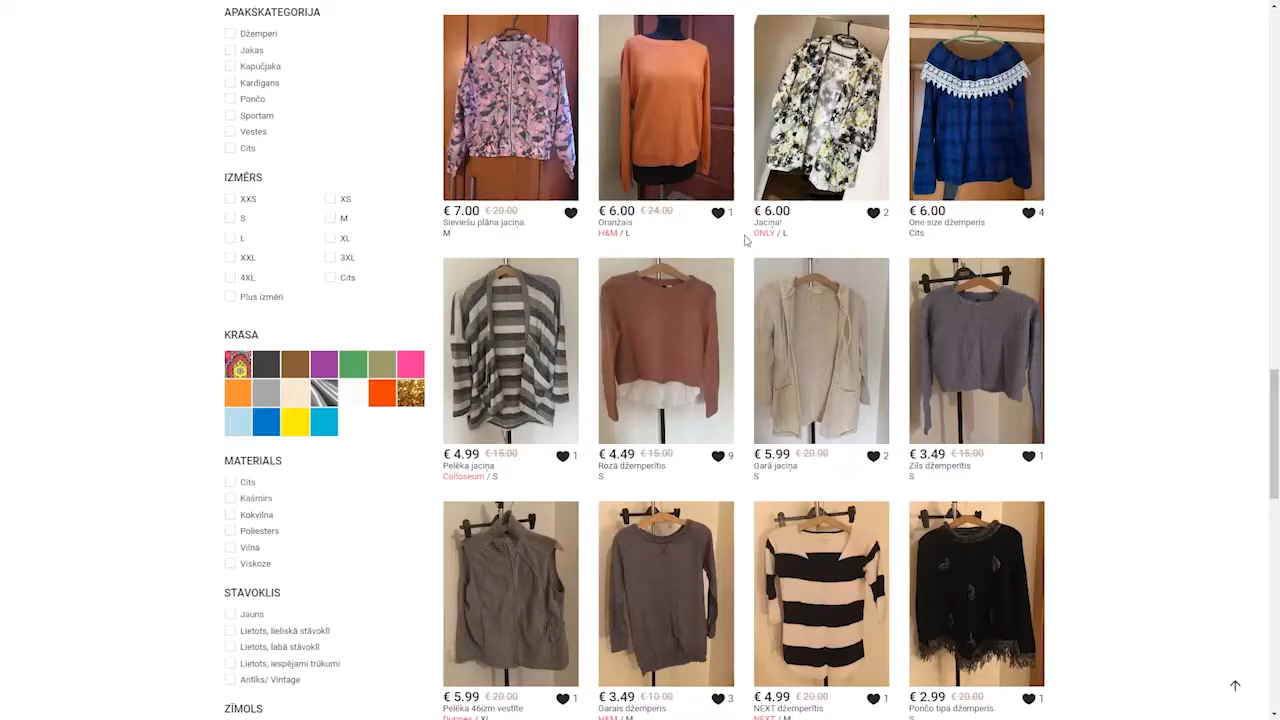 APAKSKATEGORIJA
Džemperi
Jakas
Kapučjaka
Kardigans
Pončo
Sportam
Vestes
Cits
IZMĒRS
XXS
XS
S
M
L
XL
XXL
3XL
4XL
Cits
Plus izmēri
KRĀSA
MATERIĀLS
Cits
Kašmirs
Kokvilna
Poliesters
Vilna
Viskoze
STĀVOKLIS
Jauns
Lietots, lieliskā stāvoklī
Lietots, labā stāvoklī
Lietots, iespējami trūkumi
Antīks/ Vintage
ZĪMOLS
€ 7.00 € 20.00
Sieviešu plāna jaciņa.
M
€ 6.00 € 24.00 1
Oranžais
H&M / L
€ 6.00 2
Jaciņa!
ONLY / L
€ 6.00 4
One size džemperis
Cits
€ 4.99 € 15.00 1
Pelēka jaciņa
Colloseum / S
€ 4.49 € 15.00 9
Rozā džemperītis
S
€ 5.99 € 20.00 2
Garā jaciņa
S
€ 3.49 € 15.00 1
Zils džemperītis
S
€ 5.99 € 20.00 1
Pelēka 46izm vestīte
Dunnes / XL
€ 3.49 € 10.00 3
Garais džemperis
H&M / M
€ 4.99 € 20.00 1
NEXT džemperītis
NEXT / M
€ 2.99 € 20.00 1
Pončo tipa džemperis
S